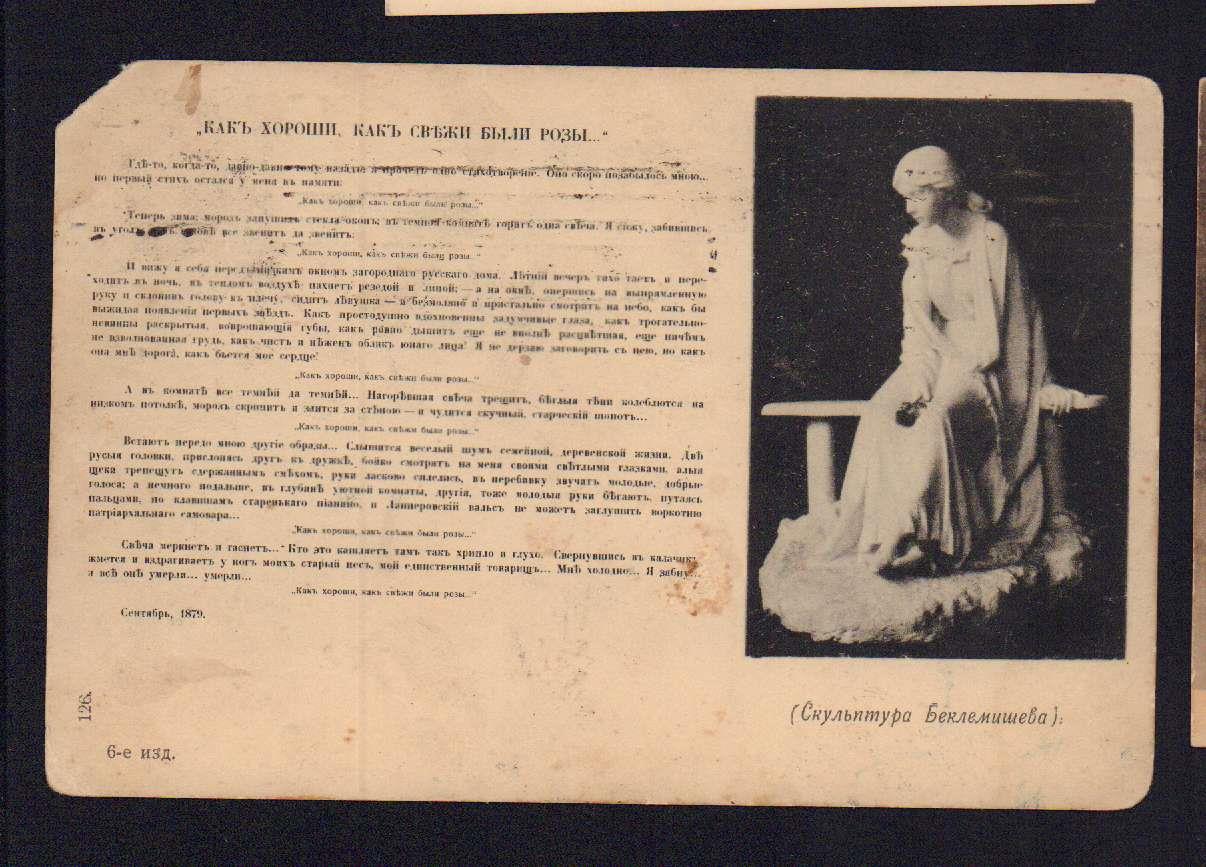 „КАКЪ ХОРОШИ, КАКЪ СВѢЖИ БЫЛИ РОЗЫ...“
Гдѣ-то, когда-то, давно-давно тому назадъ, я прочелъ одно стихотвореніе. Оно скоро позабылось мною...
но первый стихъ остался у меня въ памяти:
„Какъ хороши, какъ свѣжи были розы...“
Теперь зима; морозъ запушилъ стекла оконъ; въ темной комнатѣ горитъ одна свѣча. Я сижу, забившись
въ уголъ; въ головѣ все звенитъ да звенитъ:
„Какъ хороши, какъ свѣжи были розы...“
И вижу я себя передъ низкимъ окномъ загороднаго русскаго дома. Лѣтній вечеръ тихо таетъ и пере-
ходитъ въ ночь, въ тепломъ воздухѣ пахнетъ резедой и липой; — а на окнѣ, опершись на выпрямленную
руку и склонивъ голову къ плечу, сидитъ дѣвушка — и безмолвно и пристально смотритъ на небо, какъ бы
выжидая появленія первыхъ звѣздъ. Какъ простодушно вдохновенны задумчивые глаза, какъ трогательно-
невинны раскрытыя, вопрошающія губы, какъ ровно дышитъ еще не вполнѣ расцвѣтшая, еще ничѣмъ
не взволнованная грудь, какъ чистъ и нѣженъ обликъ юнаго лица! Я не дерзаю заговорить съ нею, но какъ
она мнѣ дорога, какъ бьется мое сердце!
„Какъ хороши, какъ свѣжи были розы...“
А въ комнатѣ все темнѣй да темнѣй... Нагорѣвшая свѣча трещитъ, бѣглыя тѣни колеблются на
низкомъ потолкѣ, морозъ скрипитъ и злится за стѣною — и чудится скучный, старческій шопотъ...
„Какъ хороши, какъ свѣжи были розы...“
Встаютъ передо мною другіе образы... Слышится веселый шумъ семейной, деревенской жизни. Двѣ
русыя головки, прислонясь другъ къ дружкѣ, бойко смотрятъ на меня своими свѣтлыми глазками, алыя
щеки трепещутъ сдержаннымъ смѣхомъ, руки ласково сплелись, въ перебивку звучатъ молодые, добрые
голоса; а немного подальше, въ глубинѣ уютной комнаты, другія, тоже молодыя руки бѣгаютъ, путаясь
пальцами, по клавишамъ старенькаго піанино, и Ланнеровскій вальсъ не можетъ заглушить воркотню
патріархальнаго самовара...
„Какъ хороши, какъ свѣжи были розы...“
Свѣча меркнетъ и гаснетъ... Кто это кашляетъ тамъ такъ хрипло и глухо. Свернувшись въ калачикъ,
жмется и вздрагиваетъ у ногъ моихъ старый песъ, мой единственный товарищъ... Мнѣ холодно... Я зябну...
и всѣ онѣ умерли... умерли...
„Какъ хороши, какъ свѣжи были розы...“
Сентябрь, 1879.
126.
6-е изд.
(Скульптура Беклемишева).